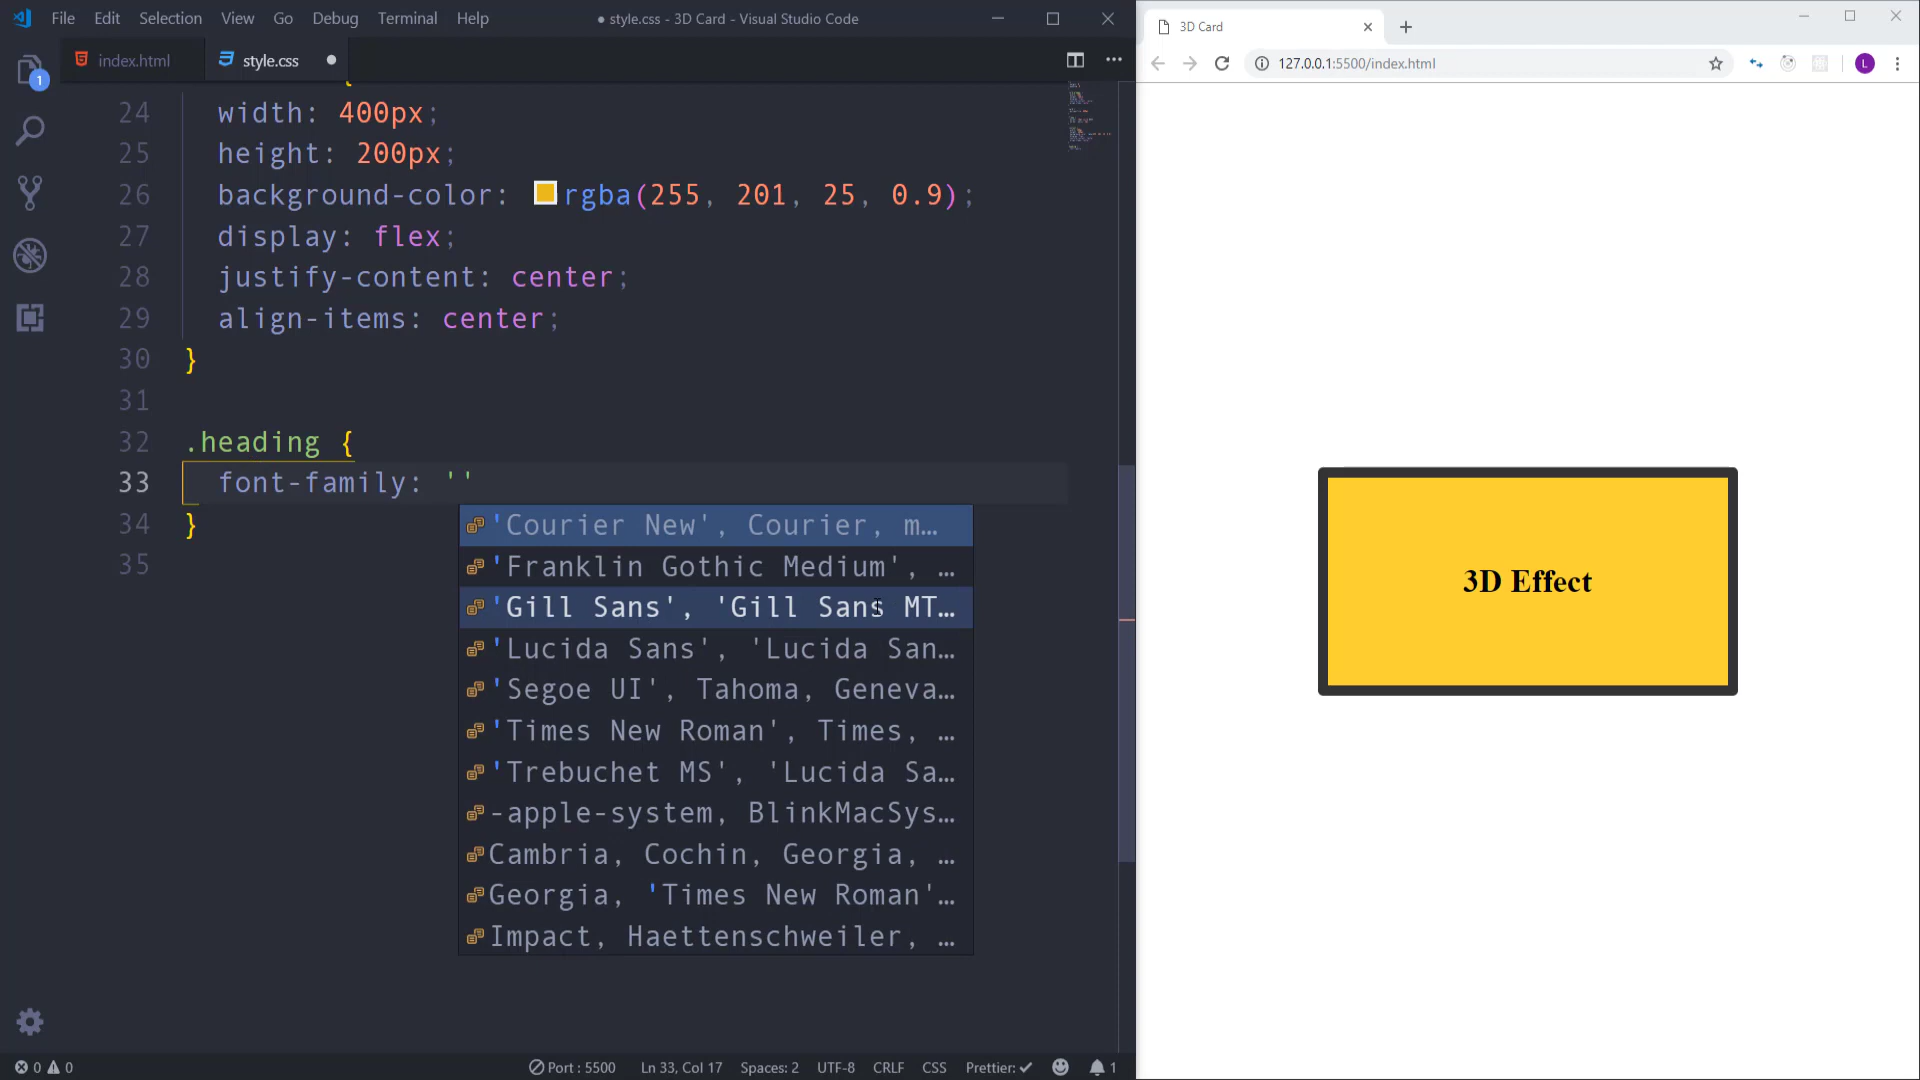 File Edit Selection View Go Debug Terminal Help
● style.css - 3D Card - Visual Studio Code
index.html
style.css ●
{
24 width: 400px;
25 height: 200px;
26 background-color: rgba(255, 201, 25, 0.9);
27 display: flex;
28 justify-content: center;
29 align-items: center;
30 }
31
32 .heading {
33 font-family: ''
34 }
35
'Courier New', Courier, m…
'Franklin Gothic Medium', …
'Gill Sans', 'Gill Sans MT…
'Lucida Sans', 'Lucida San…
'Segoe UI', Tahoma, Geneva…
'Times New Roman', Times, …
'Trebuchet MS', 'Lucida Sa…
-apple-system, BlinkMacSys…
Cambria, Cochin, Georgia, …
Georgia, 'Times New Roman'…
Impact, Haettenschweiler, …
1
0 0
Port : 5500
Ln 33, Col 17
Spaces: 2
UTF-8
CRLF
CSS
Prettier: ✓
1
3D Card
127.0.0.1:5500/index.html
L
3D Effect